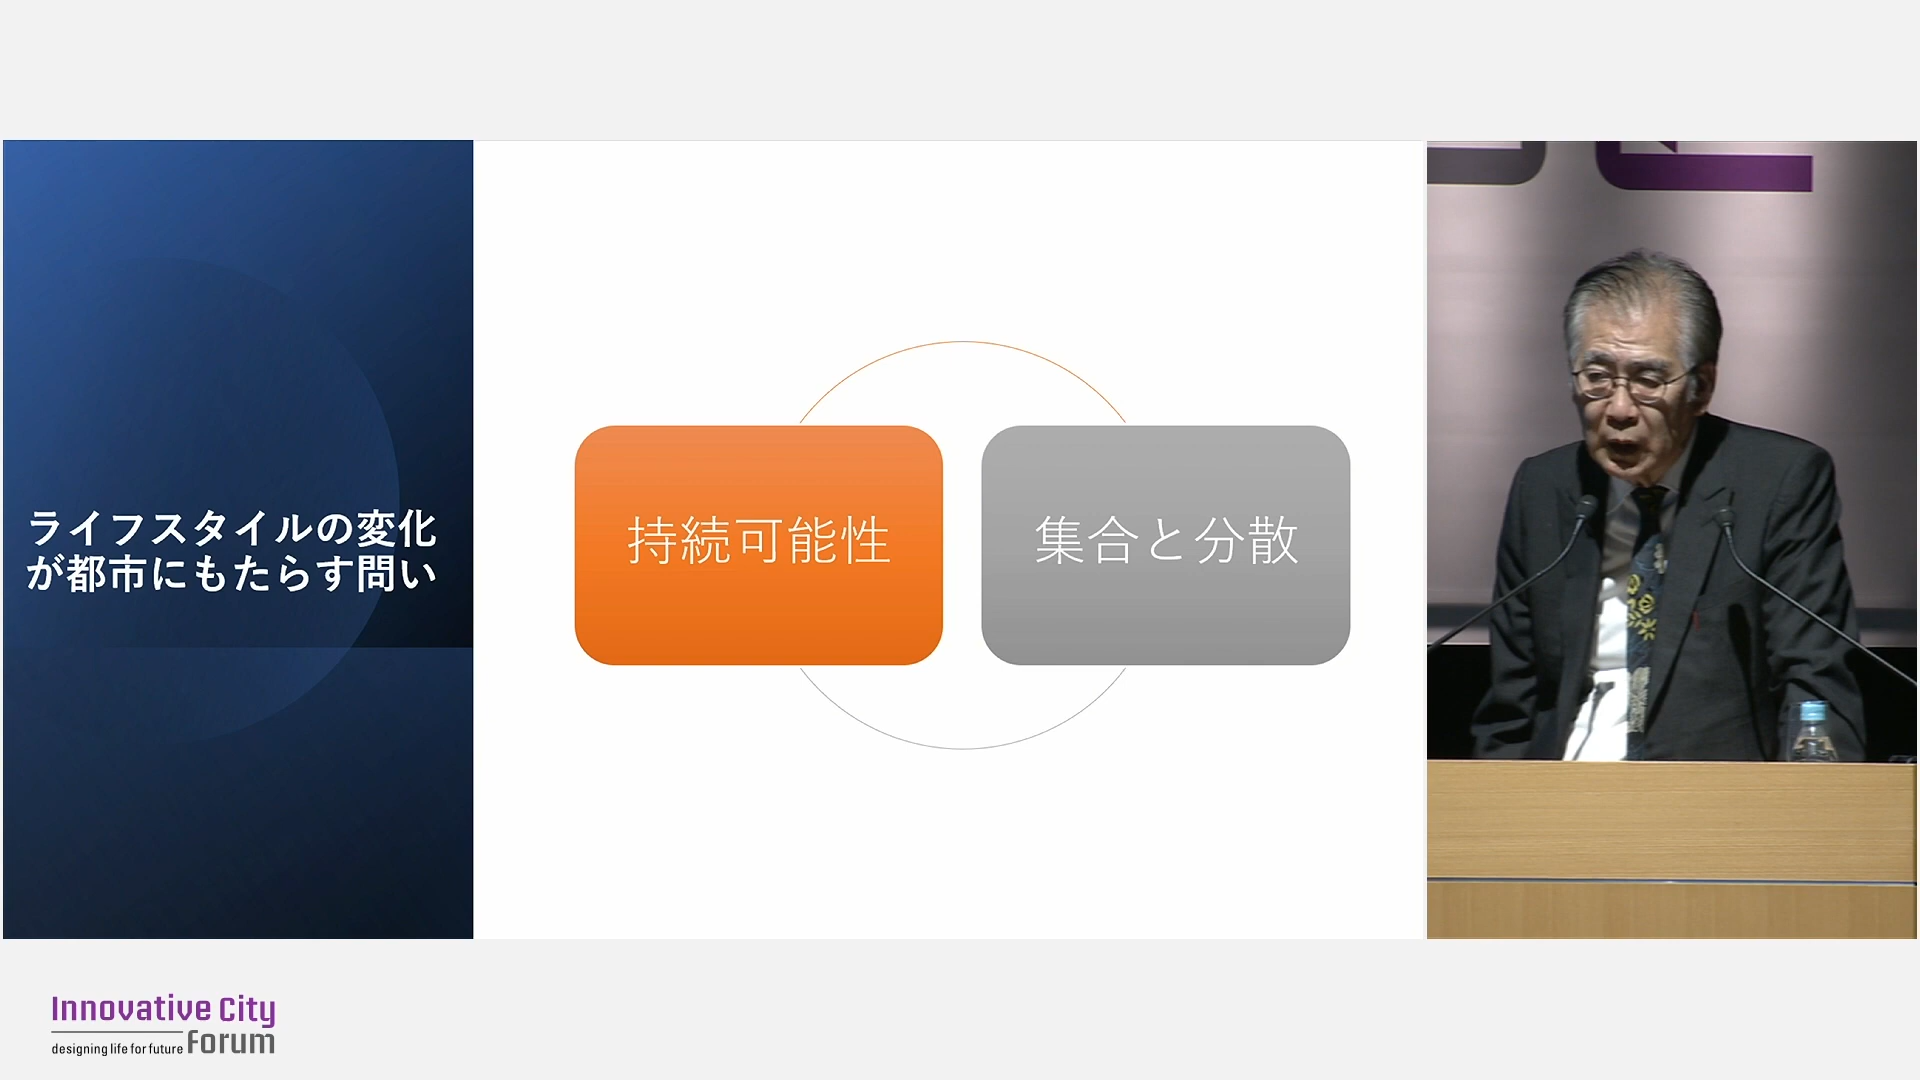 ライフスタイルの変化
が都市にもたらす問い
持続可能性
集合と分散
Innovative City
designing life for future Forum